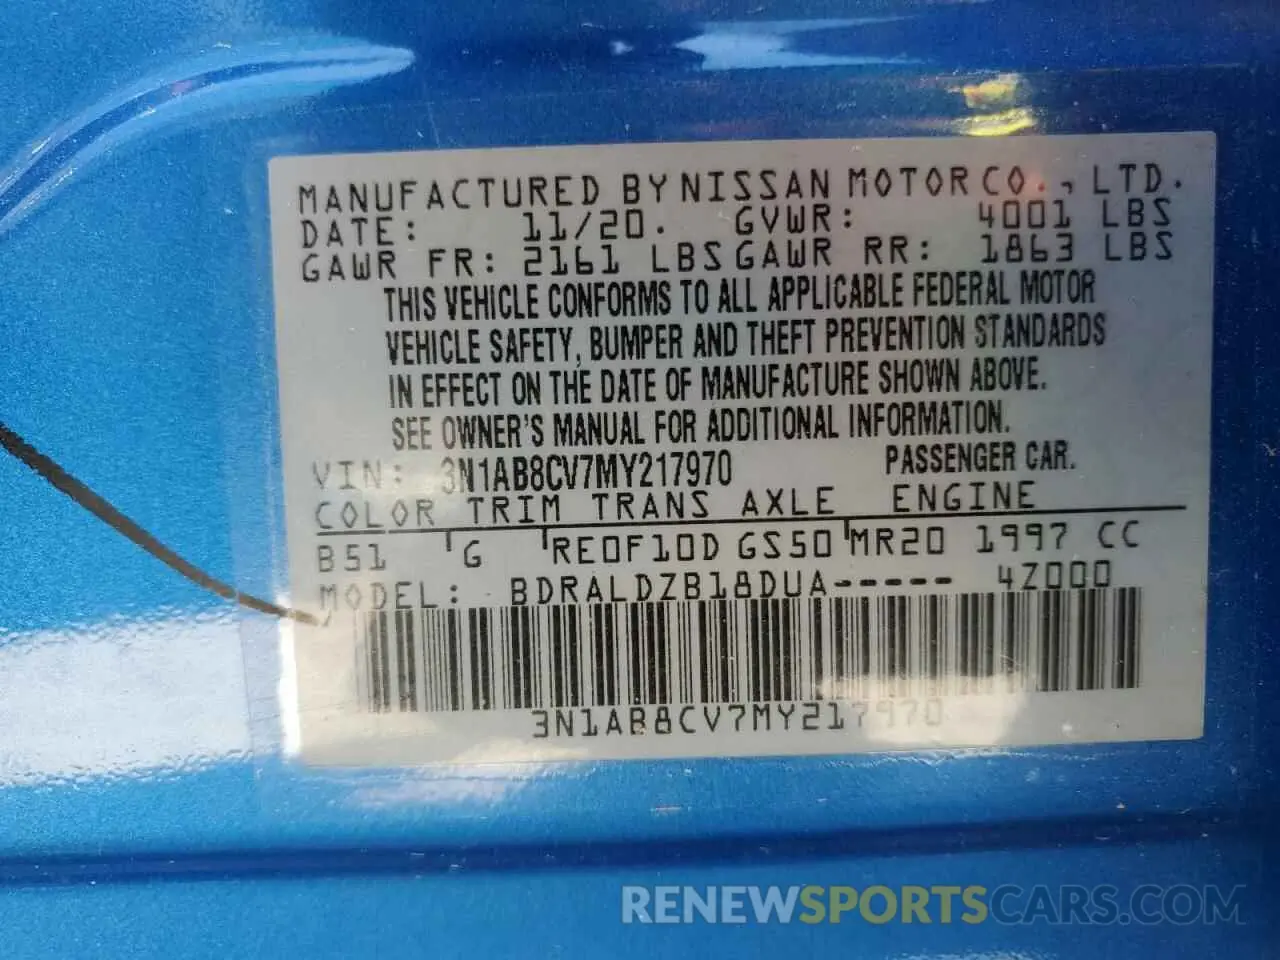 MANUFACTURED BY NISSAN MOTOR CO., LTD.
DATE: 11/20. GVWR: 4001 LBS
GAWR FR: 2161 LBS GAWR RR: 1863 LBS
THIS VEHICLE CONFORMS TO ALL APPLICABLE FEDERAL MOTOR
VEHICLE SAFETY, BUMPER AND THEFT PREVENTION STANDARDS
IN EFFECT ON THE DATE OF MANUFACTURE SHOWN ABOVE.
SEE OWNER'S MANUAL FOR ADDITIONAL INFORMATION.
VIN: 3N1AB8CV7MY217970 PASSENGER CAR.
COLOR TRIM TRANS AXLE ENGINE
B51 G RE0F10D GS50 MR20 1997 CC
MODEL: BDRALDZB18DUA----- 4Z000
3N1AB8CV7MY217970
RENEWSPORTSCARS.COM